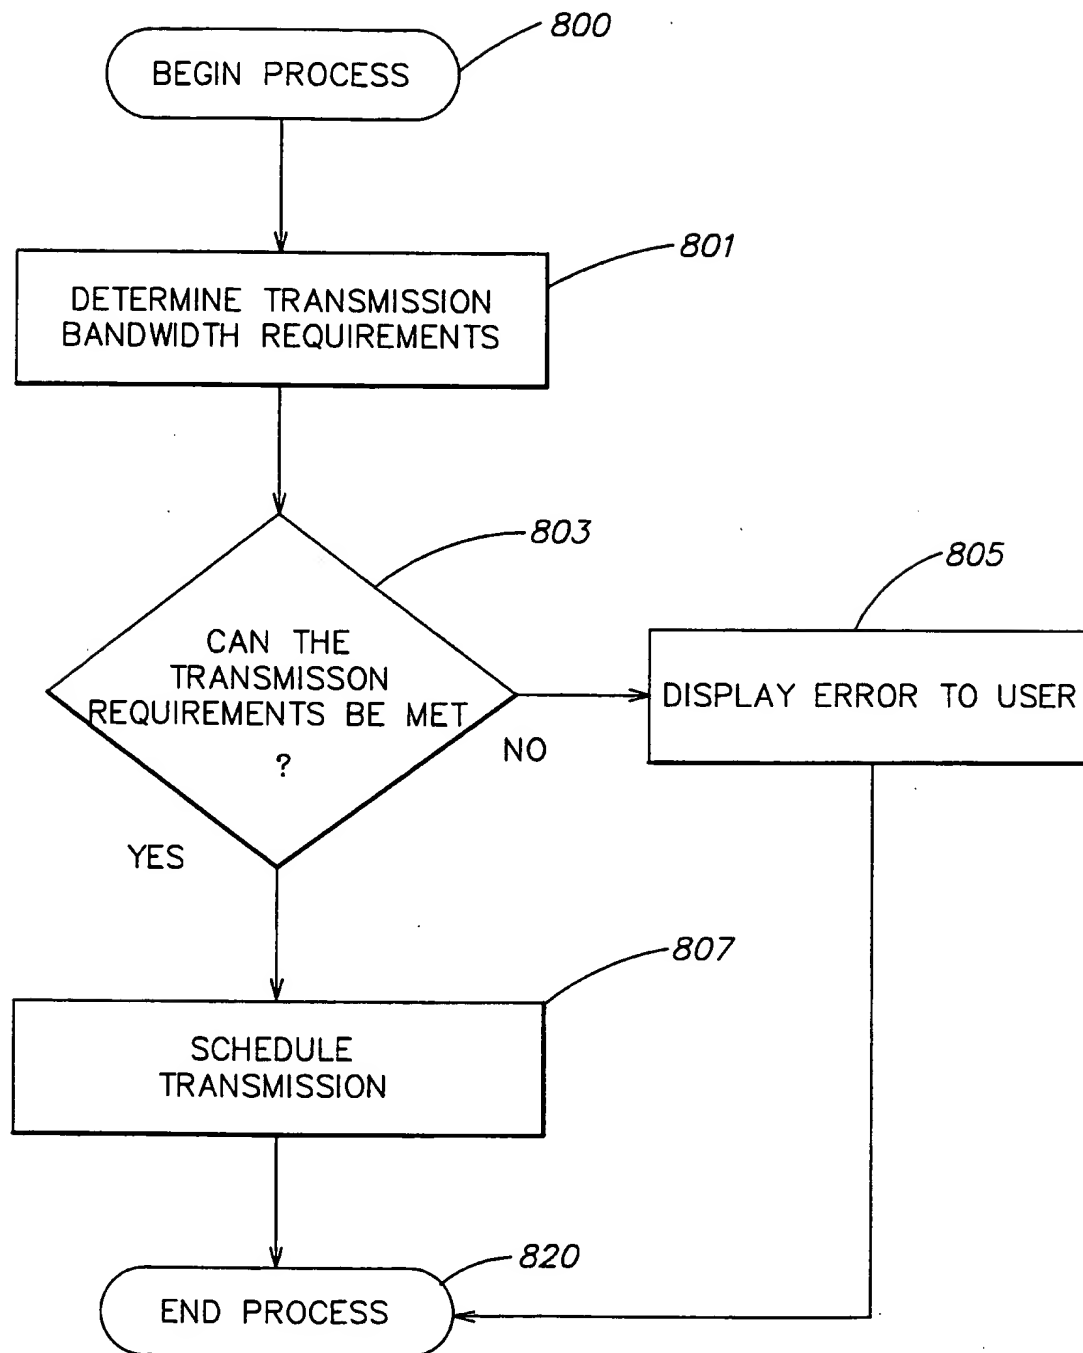 800
BEGIN PROCESS
801
DETERMINE TRANSMISSION
BANDWIDTH REQUIREMENTS
803
805
CAN THE
TRANSMISSON
REQUIREMENTS BE MET
?
DISPLAY ERROR TO USER
NO
YES
807
SCHEDULE
TRANSMISSION
820
END PROCESS